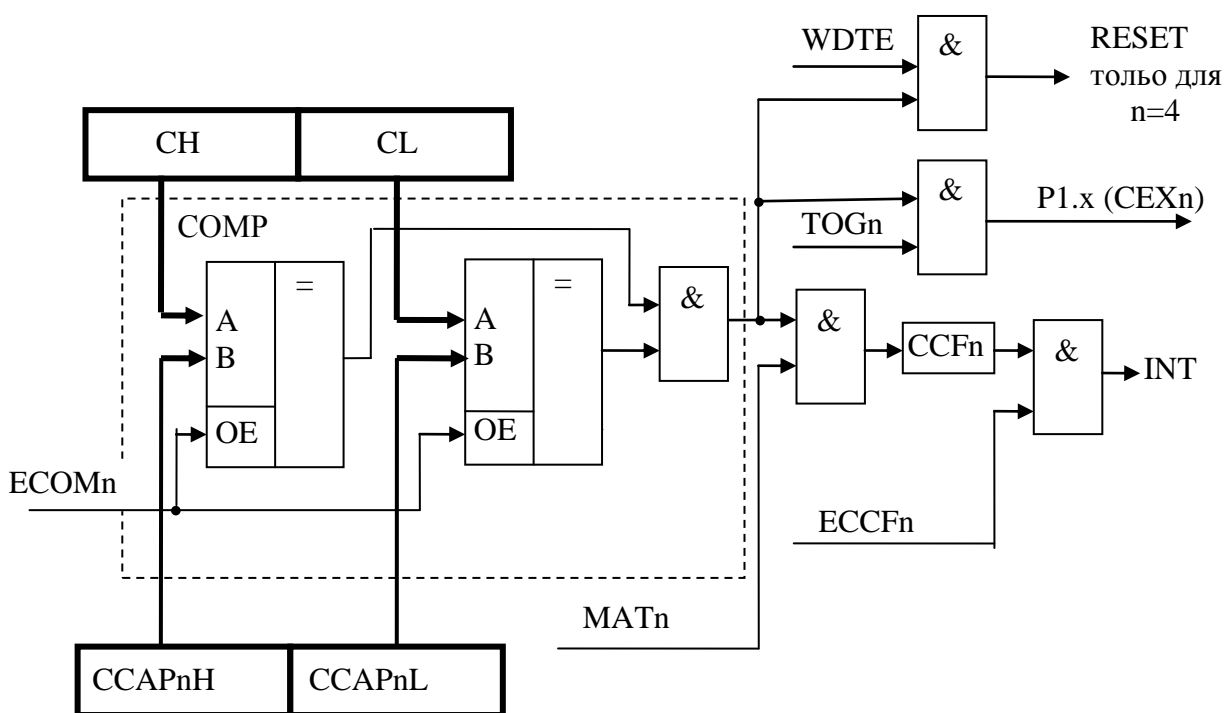 WDTE
&
RESET
тольо для
n=4
CH
CL
&
P1.x (CEXn)
TOGn
COMP
=
=
&
&
A
B
A
B
CCFn
&
INT
OE
OE
ECOMn
ECCFn
MATn
CCAPnH
CCAPnL